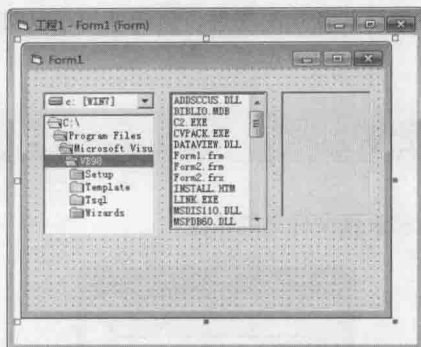 工程1 - Form1 (Form)
Form1
c: [WIN7]
C:\
Program Files
Microsoft Visu
VB98
Setup
Template
Tsql
Wizards
ADDSCCUS.DLL
BIBLIO.MDB
C2.EXE
CVPACK.EXE
DATAVIEW.DLL
Form1.frm
Form2.frm
Form2.frx
INSTALL.HTM
LINK.EXE
MSDIS110.DLL
MSPDB60.DLL